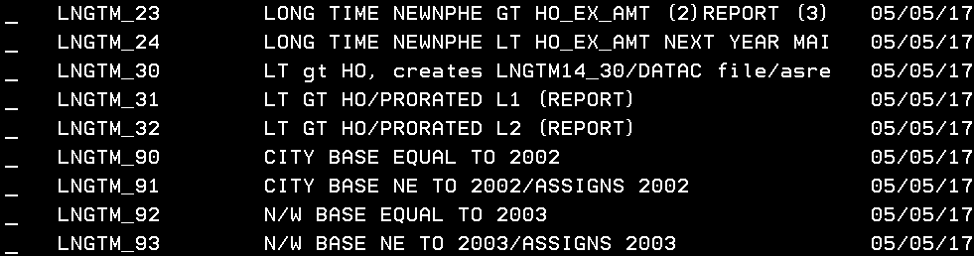 _ LNGTM_23 LONG TIME NEWNPHE GT HO_EX_AMT (2)REPORT (3) 05/05/17
_ LNGTM_24 LONG TIME NEWNPHE LT HO_EX_AMT NEXT YEAR MAI 05/05/17
_ LNGTM_30 LT gt HO, creates LNGTM14_30/DATAC file/asre 05/05/17
_ LNGTM_31 LT GT HO/PRORATED L1 (REPORT) 05/05/17
_ LNGTM_32 LT GT HO/PRORATED L2 (REPORT) 05/05/17
_ LNGTM_90 CITY BASE EQUAL TO 2002 05/05/17
_ LNGTM_91 CITY BASE NE TO 2002/ASSIGNS 2002 05/05/17
_ LNGTM_92 N/W BASE EQUAL TO 2003 05/05/17
_ LNGTM_93 N/W BASE NE TO 2003/ASSIGNS 2003 05/05/17